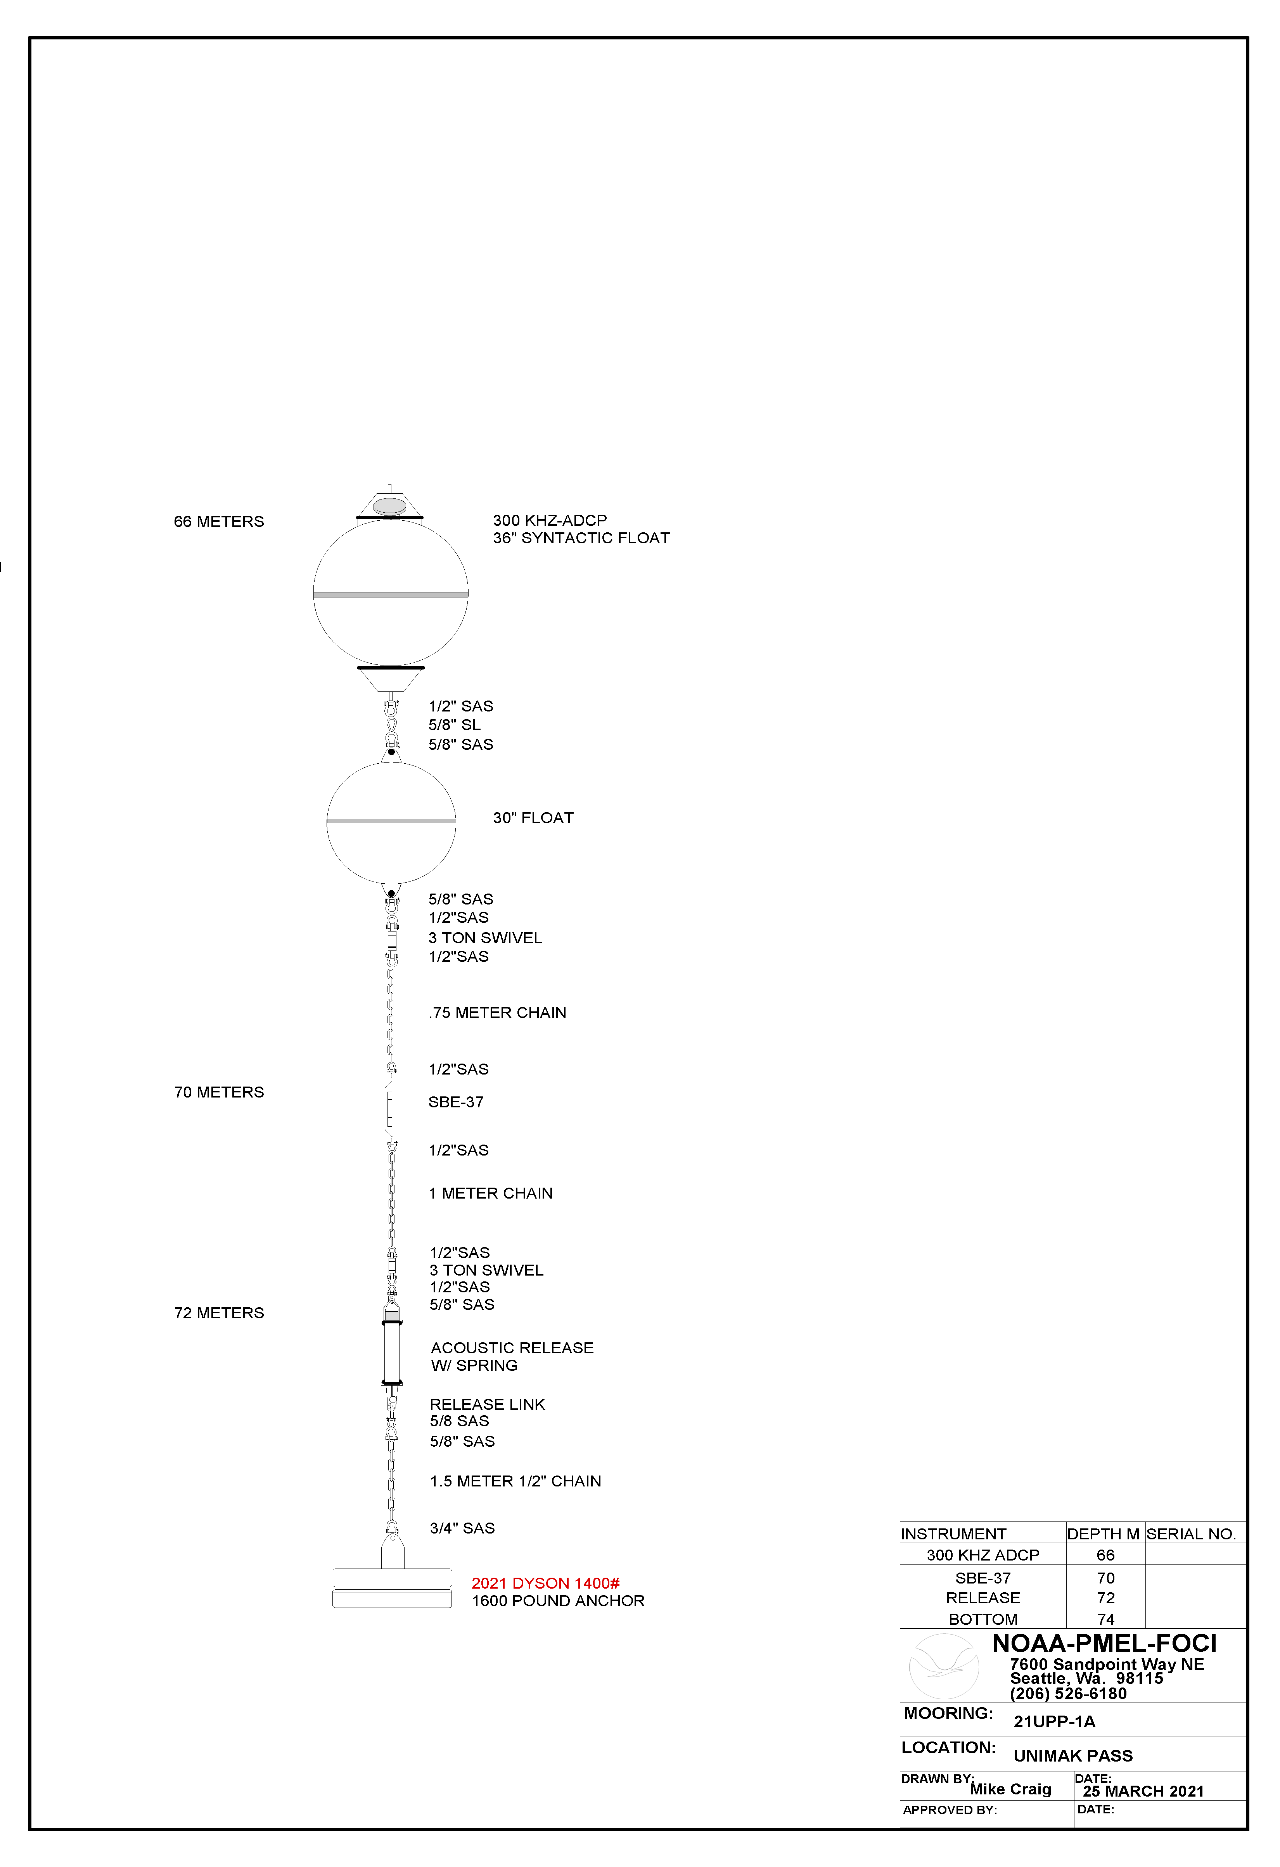 66 METERS
300 KHZ-ADCP
36" SYNTACTIC FLOAT
1/2" SAS
5/8" SL
5/8" SAS
30" FLOAT
5/8" SAS
1/2"SAS
3 TON SWIVEL
1/2"SAS
.75 METER CHAIN
1/2"SAS
70 METERS
SBE-37
1/2"SAS
1 METER CHAIN
1/2"SAS
3 TON SWIVEL
1/2"SAS
5/8" SAS
72 METERS
ACOUSTIC RELEASE
W/ SPRING
RELEASE LINK
5/8 SAS
5/8" SAS
1.5 METER 1/2" CHAIN
3/4" SAS
2021 DYSON 1400#
1600 POUND ANCHOR
INSTRUMENT DEPTH M SERIAL NO.
300 KHZ ADCP 66
SBE-37 70
RELEASE 72
BOTTOM 74
NOAA-PMEL-FOCI
7600 Sandpoint Way NE
Seattle, Wa. 98115
(206) 526-6180
MOORING: 21UPP-1A
LOCATION: UNIMAK PASS
DRAWN BY: Mike Craig DATE: 25 MARCH 2021
APPROVED BY: DATE: